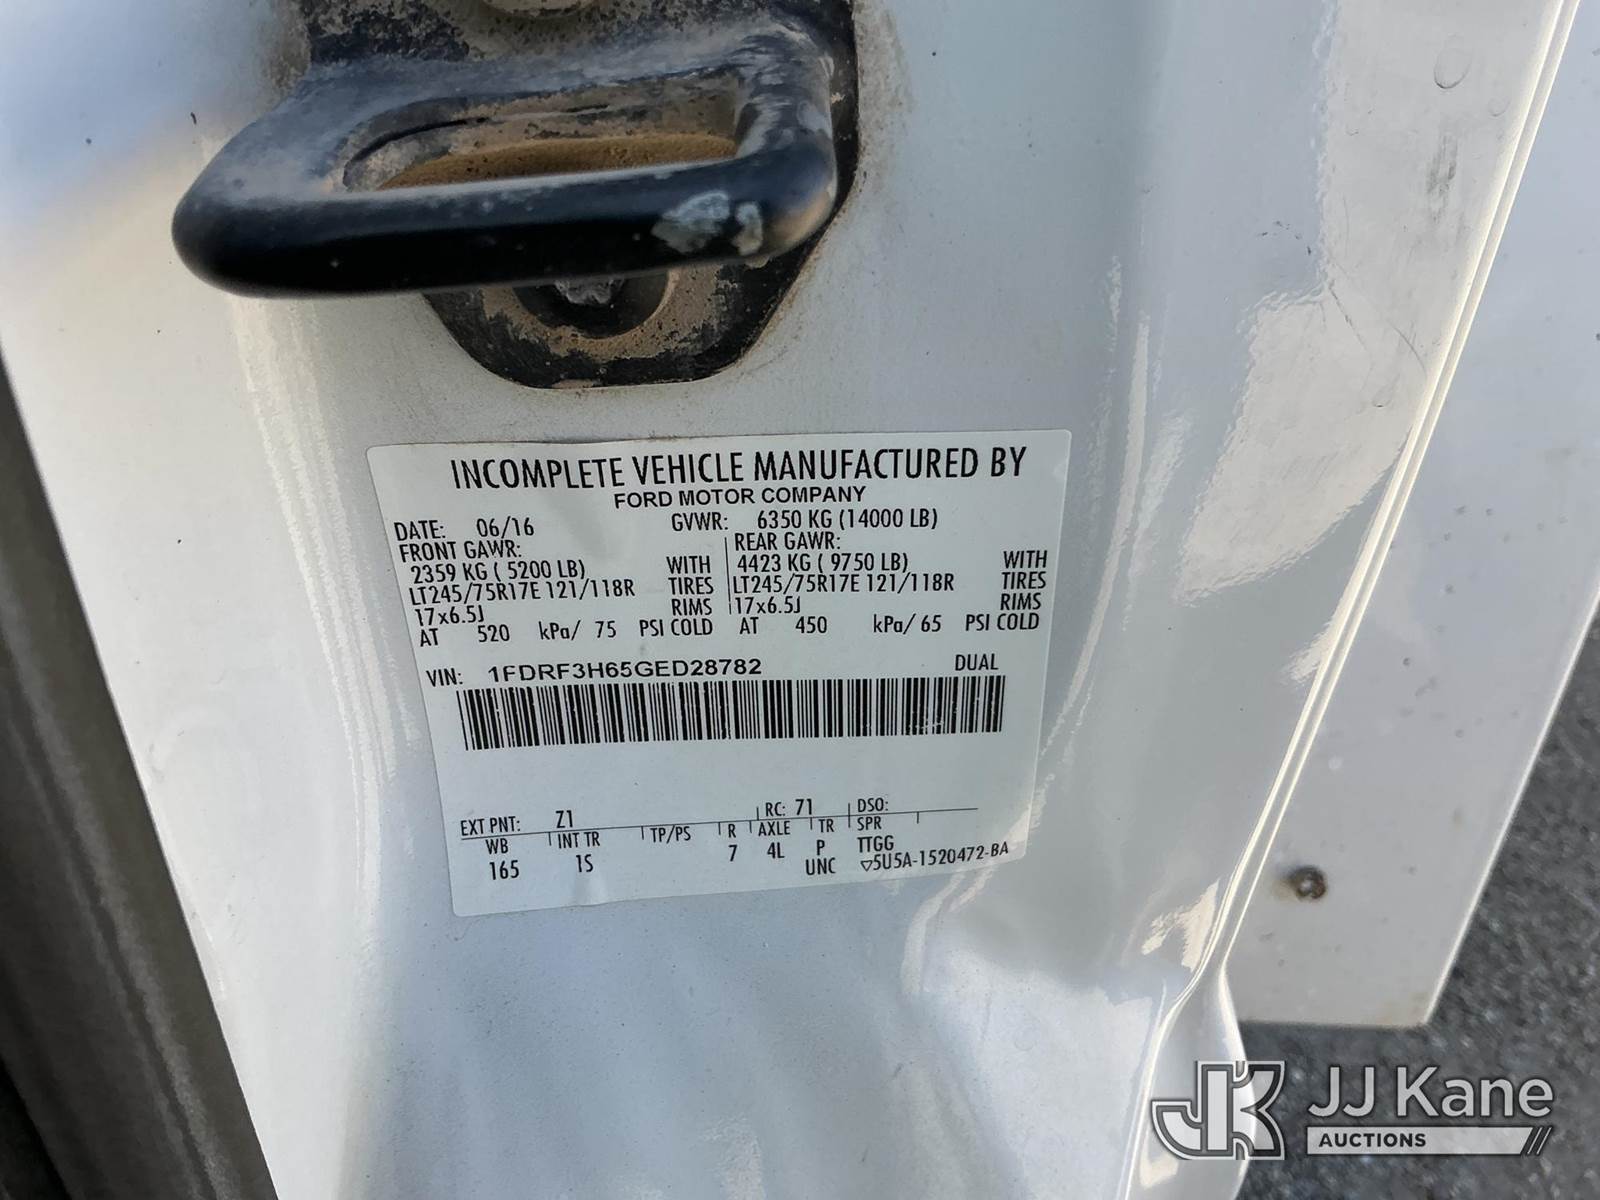 INCOMPLETE VEHICLE MANUFACTURED BY
FORD MOTOR COMPANY
DATE: 06/16 GVWR: 6350 KG (14000 LB)
FRONT GAWR: REAR GAWR:
2359 KG ( 5200 LB) WITH 4423 KG ( 9750 LB) WITH
LT245/75R17E 121/118R TIRES LT245/75R17E 121/118R TIRES
17x6.5J RIMS 17x6.5J RIMS
AT 520 kPa/ 75 PSI COLD AT 450 kPa/ 65 PSI COLD
VIN: 1FDRF3H65GED28782 DUAL
EXT PNT: Z1 RC: 71 DSO:
WB INT TR TP/PS R AXLE TR SPR
165 1S 7 4L P TTGG
UNC ▽5U5A-1520472-BA
JK JJ Kane
AUCTIONS